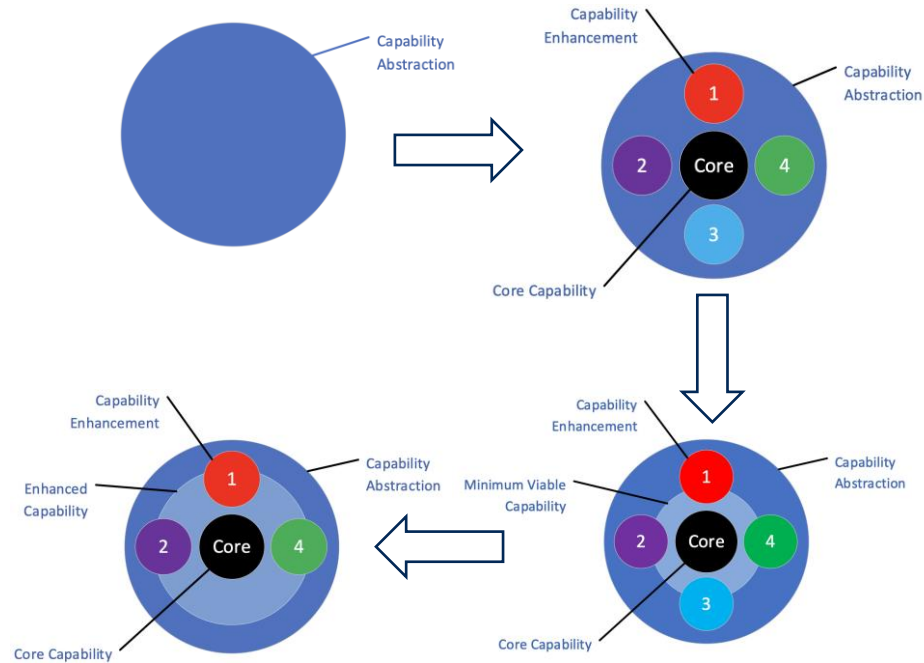 Capability
Abstraction
Capability
Enhancement
1
Capability
Abstraction
2
Core
4
3
Core Capability
Capability
Enhancement
1
Capability
Abstraction
Minimum Viable
Capability
2
Core
4
3
Core Capability
Capability
Enhancement
1
Capability
Abstraction
Enhanced
Capability
2
Core
4
Core Capability